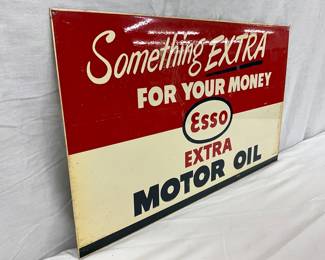 Something EXTRA
FOR YOUR MONEY
Esso
EXTRA
MOTOR OIL